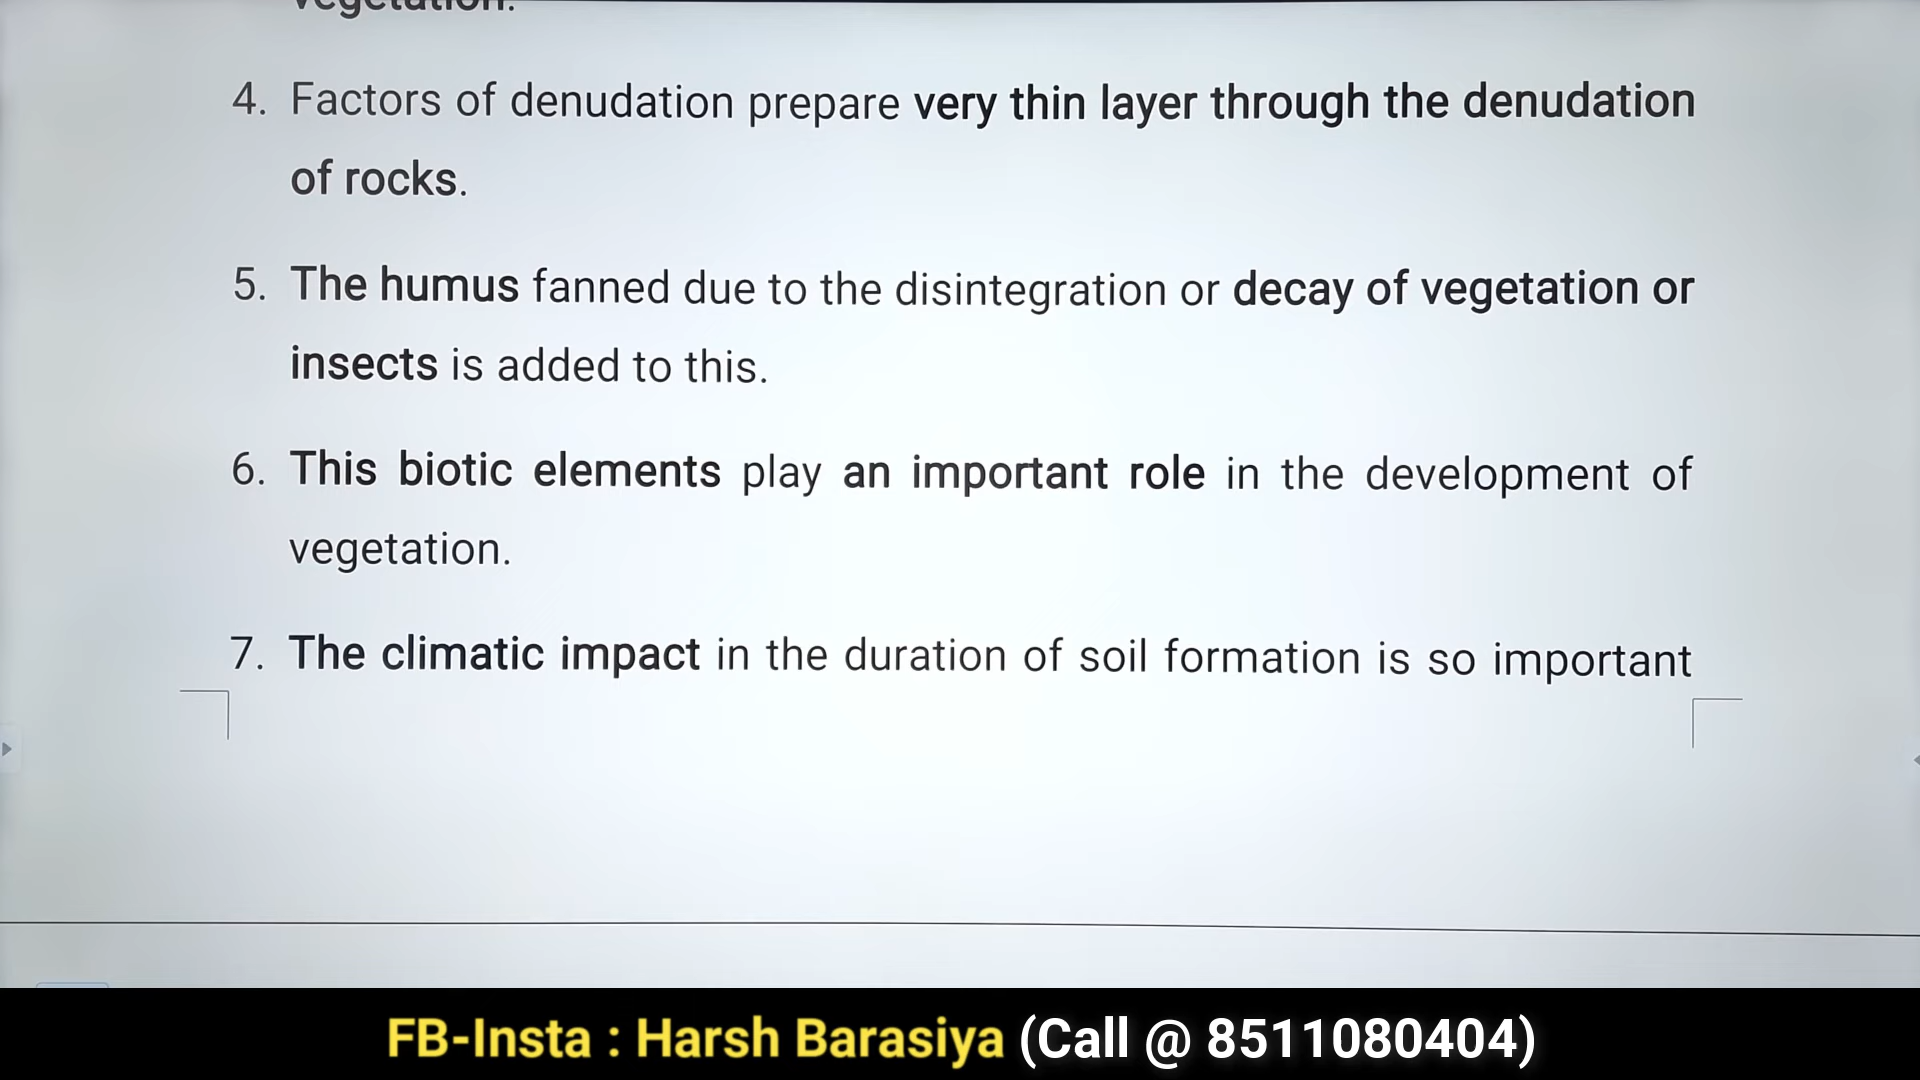 vegetation.
4. Factors of denudation prepare very thin layer through the denudation
of rocks.
5. The humus fanned due to the disintegration or decay of vegetation or
insects is added to this.
6. This biotic elements play an important role in the development of
vegetation.
7. The climatic impact in the duration of soil formation is so important
FB-Insta : Harsh Barasiya (Call @ 8511080404)